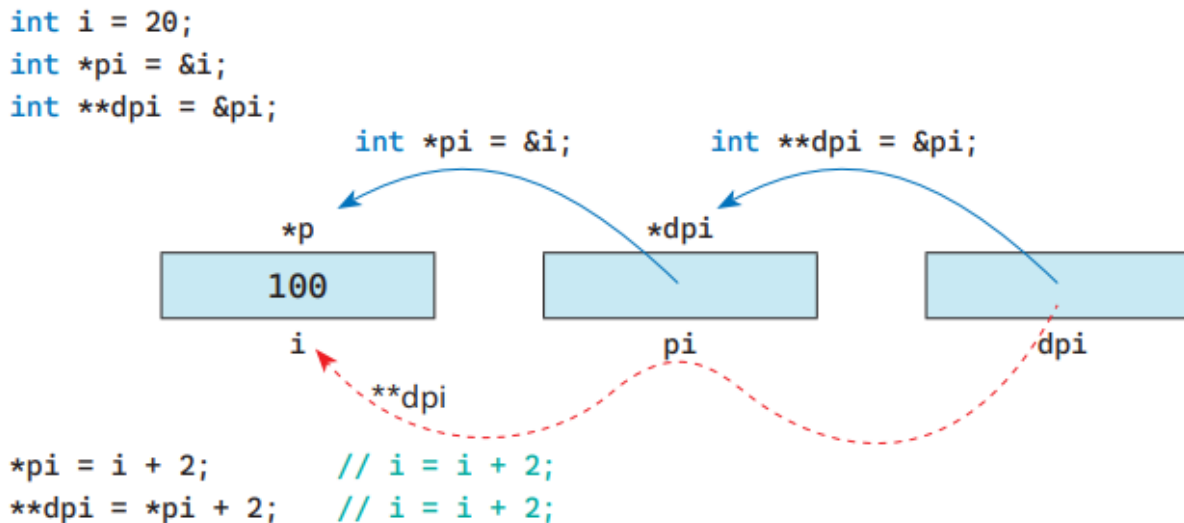 int i = 20;
int *pi = &i;
int **dpi = &pi;
int *pi = &i; int **dpi = &pi;
*p *dpi
100
i pi dpi
**dpi
*pi = i + 2; // i = i + 2;
**dpi = *pi + 2; // i = i + 2;